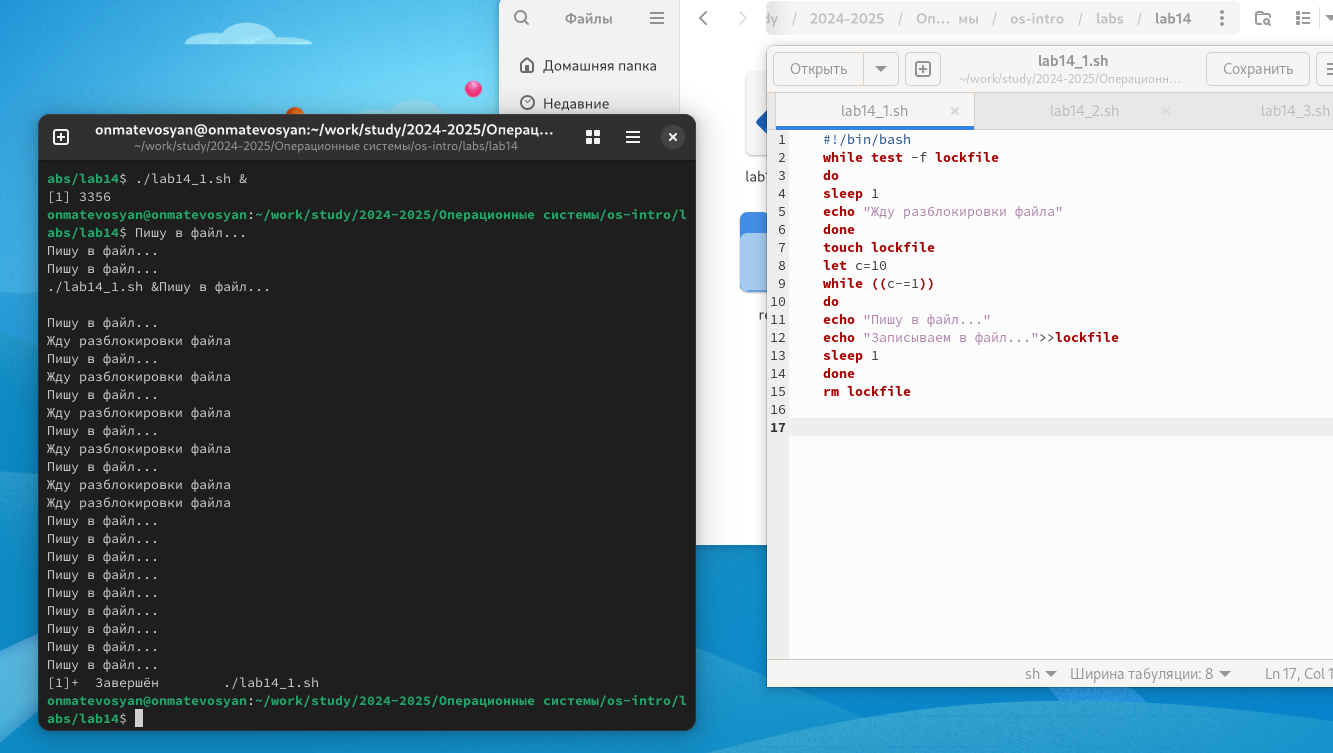 Файлы
Домашняя папка
Недавние
/ 2024-2025 / Оп… мы / os-intro / labs / lab14
onmatevosyan@onmatevosyan:~/work/study/2024-2025/Операц…
~/work/study/2024-2025/Операционные системы/os-intro/labs/lab14
abs/lab14$ ./lab14_1.sh &
[1] 3356
onmatevosyan@onmatevosyan:~/work/study/2024-2025/Операционные системы/os-intro/l
abs/lab14$ Пишу в файл...
Пишу в файл...
Пишу в файл...
./lab14_1.sh &Пишу в файл...
Пишу в файл...
Жду разблокировки файла
Пишу в файл...
Жду разблокировки файла
Пишу в файл...
Жду разблокировки файла
Пишу в файл...
Жду разблокировки файла
Пишу в файл...
Жду разблокировки файла
Жду разблокировки файла
Пишу в файл...
Пишу в файл...
Пишу в файл...
Пишу в файл...
Пишу в файл...
Пишу в файл...
Пишу в файл...
Пишу в файл...
Пишу в файл...
[1]+  Завершён        ./lab14_1.sh
onmatevosyan@onmatevosyan:~/work/study/2024-2025/Операционные системы/os-intro/l
abs/lab14$
Открыть
lab14_1.sh
~/work/study/2024-2025/Операционн…
Сохранить
lab14_1.sh × lab14_2.sh × lab14_3.sh
1 #!/bin/bash
2 while test -f lockfile
3 do
4 sleep 1
5 echo "Жду разблокировки файла"
6 done
7 touch lockfile
8 let c=10
9 while ((c-=1))
10 do
11 echo "Пишу в файл..."
12 echo "Записываем в файл...">>lockfile
13 sleep 1
14 done
15 rm lockfile
16
17
sh Ширина табуляции: 8 Ln 17, Col 1